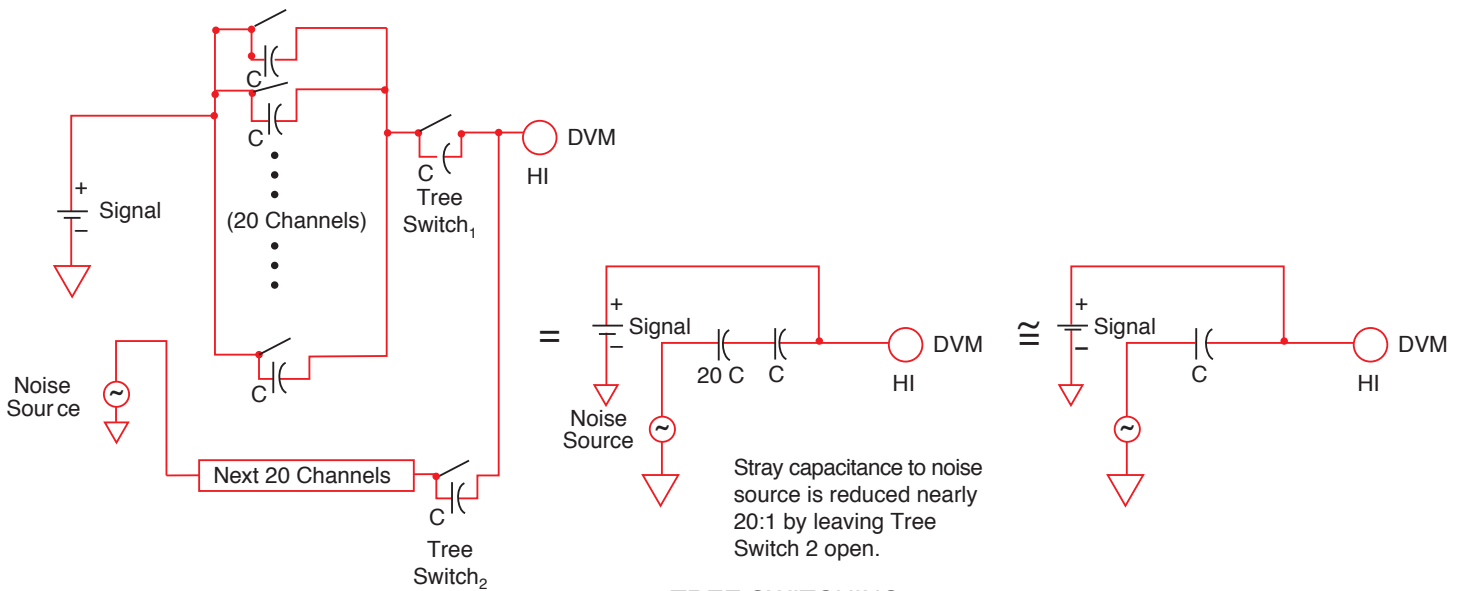 C
C
(20 Channels)
C
+
Signal
–
C
Tree
Switch1
DVM
HI
Noise
Sour ce
~
Next 20 Channels
C
Tree
Switch2
=
+
Signal
–
20 C
C
DVM
HI
Noise
Source
~
Stray capacitance to noise
source is reduced nearly
20:1 by leaving Tree
Switch 2 open.
≅
+
Signal
–
C
DVM
HI
~